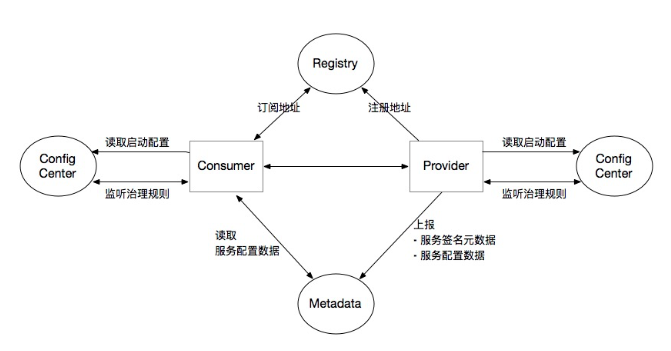 Registry
订阅地址
注册地址
读取启动配置
读取启动配置
Config
Center
Consumer
Provider
Config
Center
监听治理规则
监听治理规则
读取
服务配置数据
上报
- 服务签名元数据
- 服务配置数据
Metadata